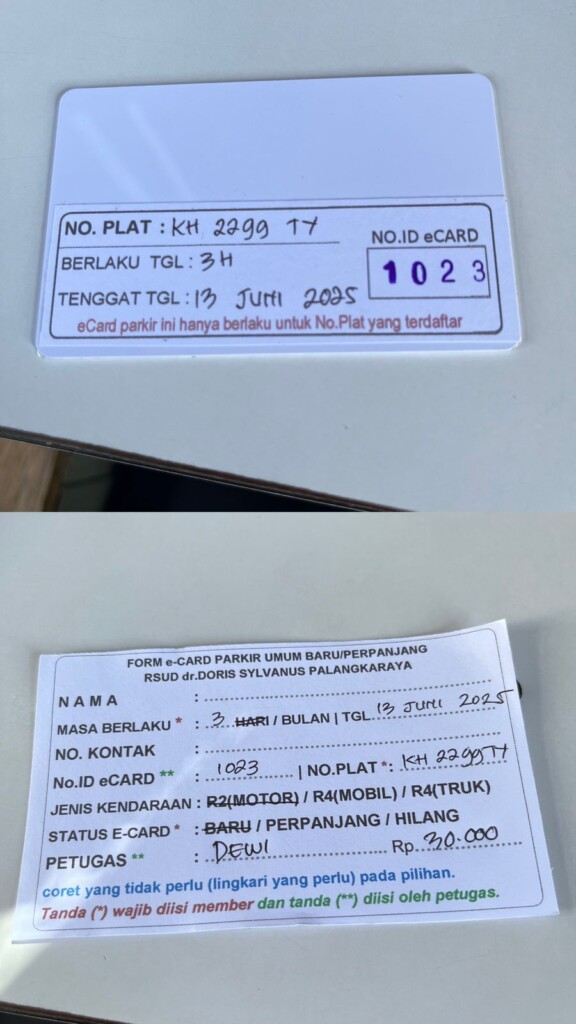 NO. PLAT : KH 2299 TY
NO.ID eCARD
BERLAKU TGL : 3 H
1023
TENGGAT TGL : 13 JUNI 2025
eCard parkir ini hanya berlaku untuk No.Plat yang terdaftar
FORM e-CARD PARKIR UMUM BARU/PERPANJANG
RSUD dr.DORIS SYLVANUS PALANGKARAYA
NAMA :
MASA BERLAKU * : 3 HARI / BULAN | TGL. 13 JUNI 2025
NO. KONTAK :
No.ID eCARD ** : 1023 | NO.PLAT * : KH 2299 TY
JENIS KENDARAAN : R2(MOTOR) / R4(MOBIL) / R4(TRUK)
STATUS E-CARD * : BARU / PERPANJANG / HILANG
PETUGAS ** : DEWI Rp. 30.000
coret yang tidak perlu (lingkari yang perlu) pada pilihan.
Tanda (*) wajib diisi member dan tanda (**) diisi oleh petugas.